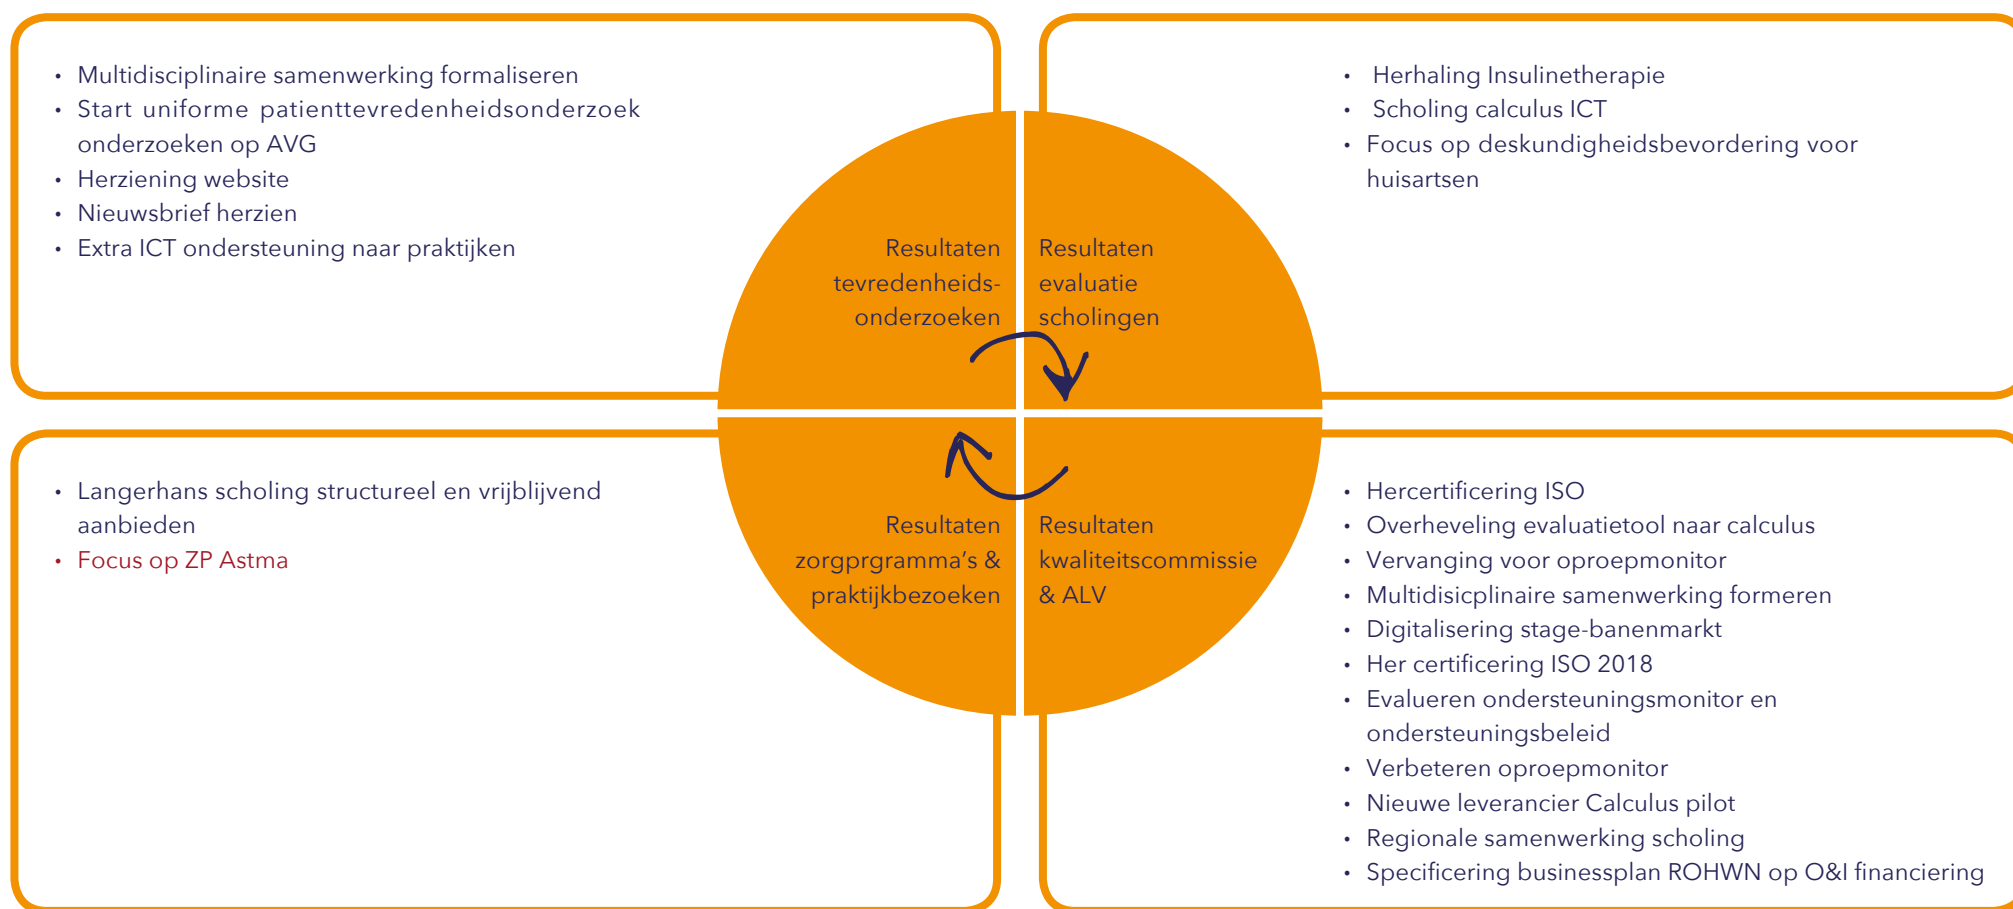 • Multidisciplinaire samenwerking formaliseren
• Start uniforme patienttevredenheidsonderzoek
onderzoeken op AVG
• Herziening website
• Nieuwsbrief herzien
• Extra ICT ondersteuning naar praktijken
• Herhaling Insulinetherapie
• Scholing calculus ICT
• Focus op deskundigheidsbevordering voor
huisartsen
Resultaten
tevredenheids-
onderzoeken
Resultaten
evaluatie
scholingen
• Langerhans scholing structureel en vrijblijvend
aanbieden
• Focus op ZP Astma
Resultaten
zorgprgramma's &
praktijkbezoeken
Resultaten
kwaliteitscommissie
& ALV
• Hercertificering ISO
• Overheveling evaluatietool naar calculus
• Vervanging voor oproepmonitor
• Multidisicplinaire samenwerking formeren
• Digitalisering stage-banenmarkt
• Her certificering ISO 2018
• Evalueren ondersteuningsmonitor en
ondersteuningsbeleid
• Verbeteren oproepmonitor
• Nieuwe leverancier Calculus pilot
• Regionale samenwerking scholing
• Specificering businessplan ROHWN op O&I financiering